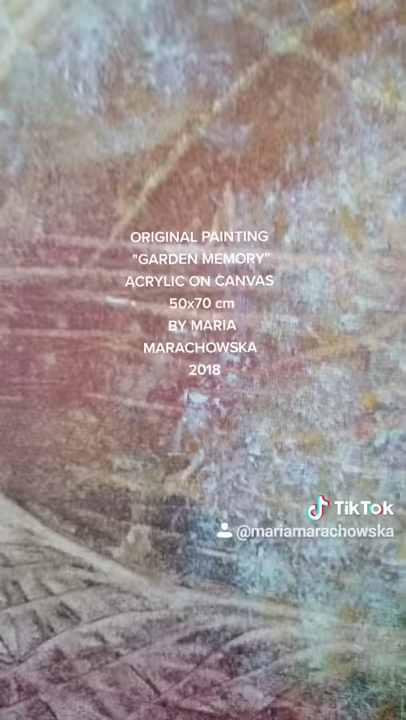 ORIGINAL PAINTING
"GARDEN MEMORY"
ACRYLIC ON CANVAS
50x70 cm
BY MARIA
MARACHOWSKA
2018
TikTok
@mariamarachowska